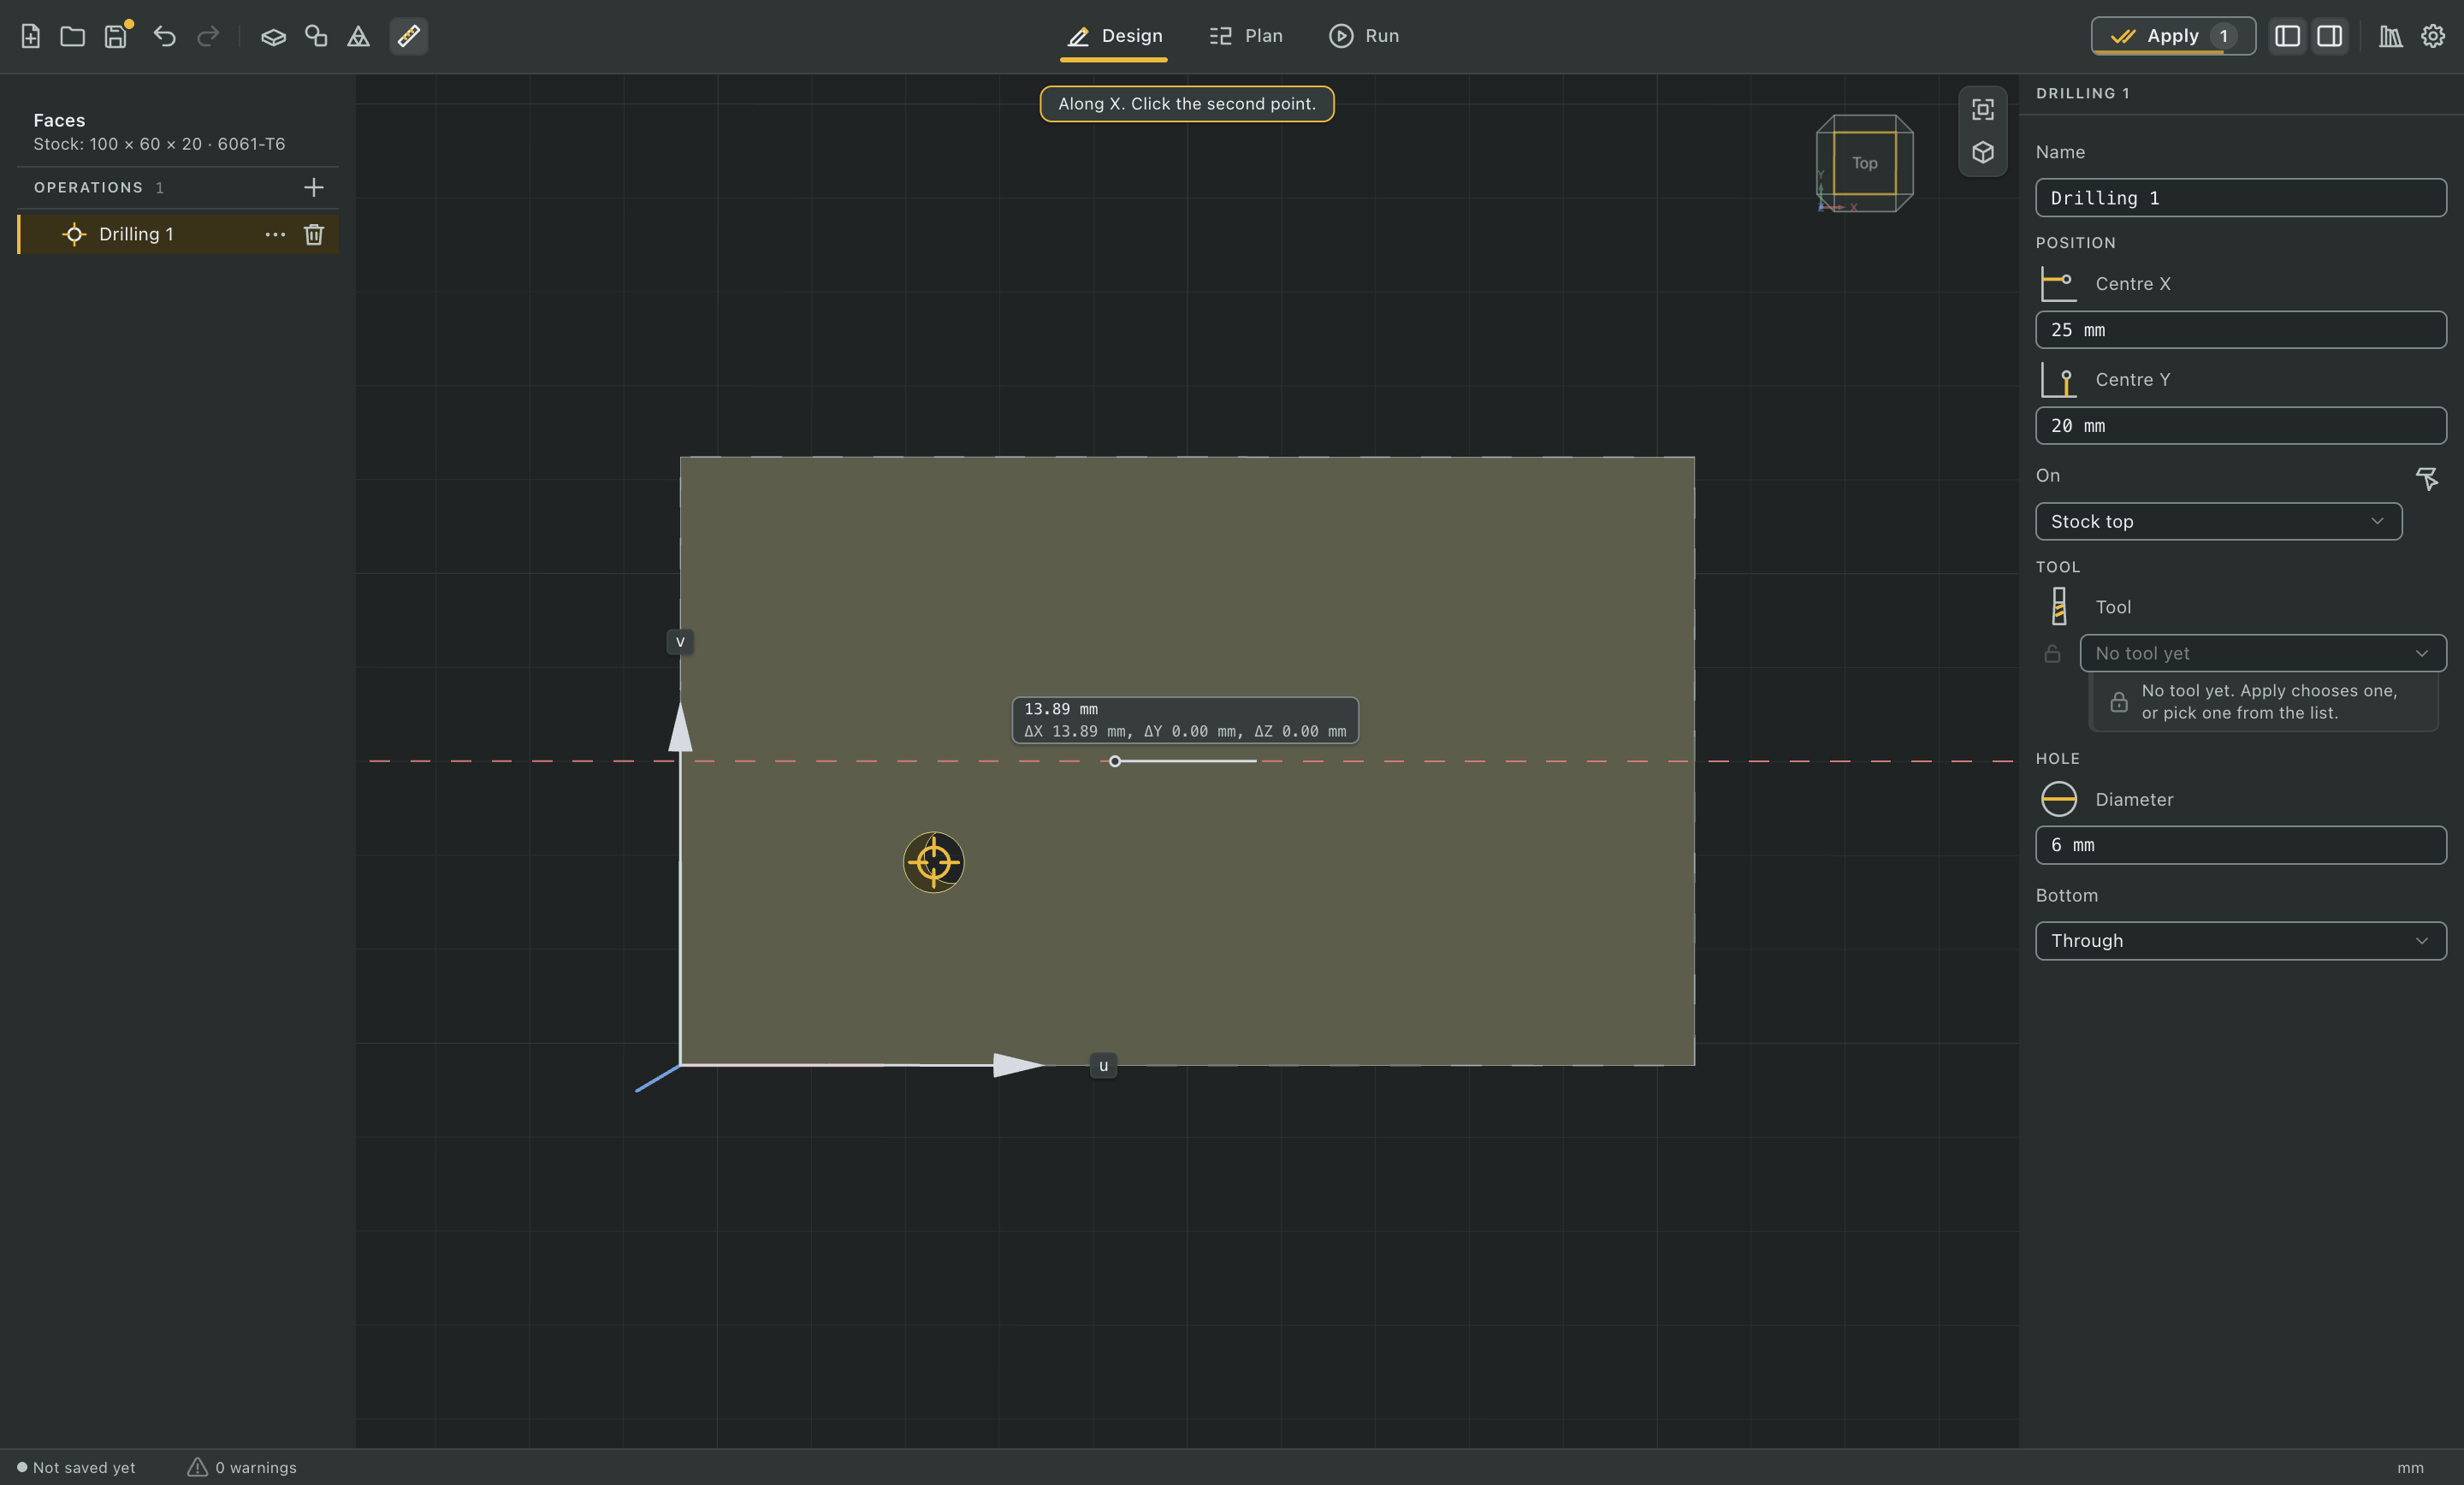 Design
Plan
Run
Apply 1
Faces
Stock: 100 × 60 × 20 · 6061-T6
OPERATIONS 1
Drilling 1
Along X. Click the second point.
Top
Y
X
v
13.89 mm
ΔX 13.89 mm, ΔY 0.00 mm, ΔZ 0.00 mm
u
DRILLING 1
Name
Drilling 1
POSITION
Centre X
25 mm
Centre Y
20 mm
On
Stock top
TOOL
Tool
No tool yet
No tool yet. Apply chooses one,
or pick one from the list.
HOLE
Diameter
6 mm
Bottom
Through
Not saved yet
0 warnings
mm